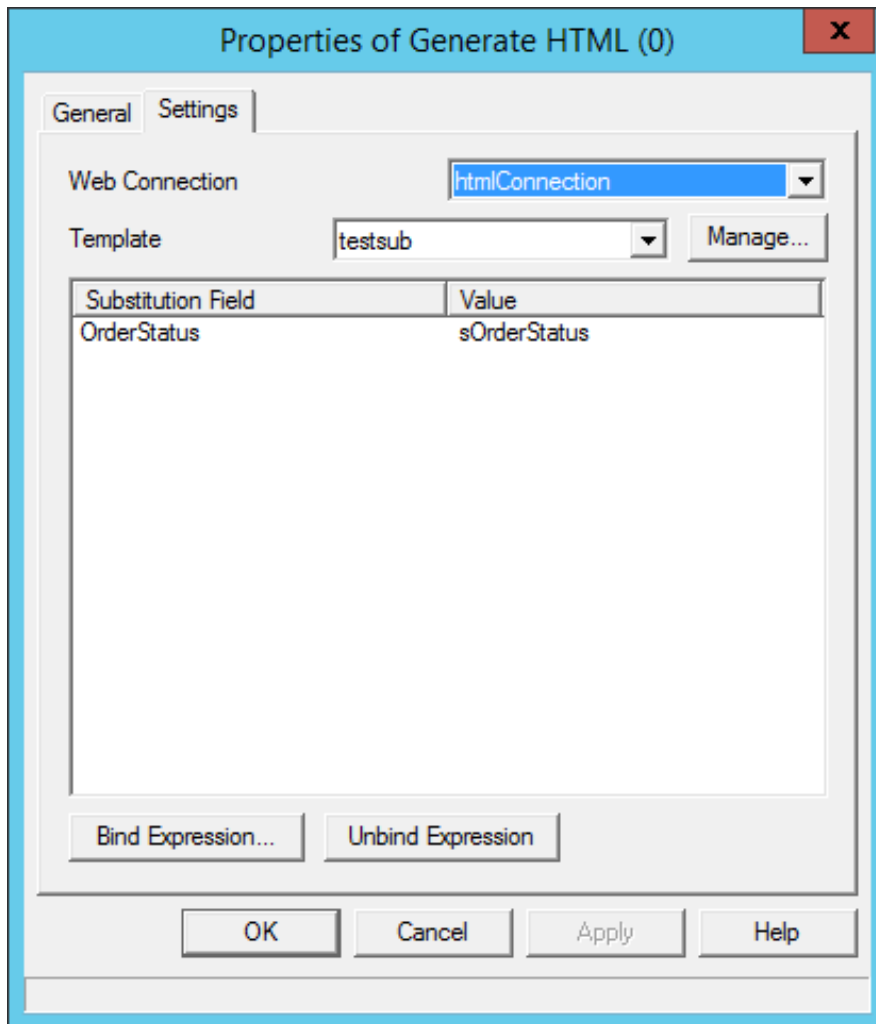 Properties of Generate HTML (0)
x
General Settings
Web Connection htmlConnection
Template testsub Manage...
Substitution Field Value
OrderStatus sOrderStatus
Bind Expression... Unbind Expression
OK Cancel Apply Help